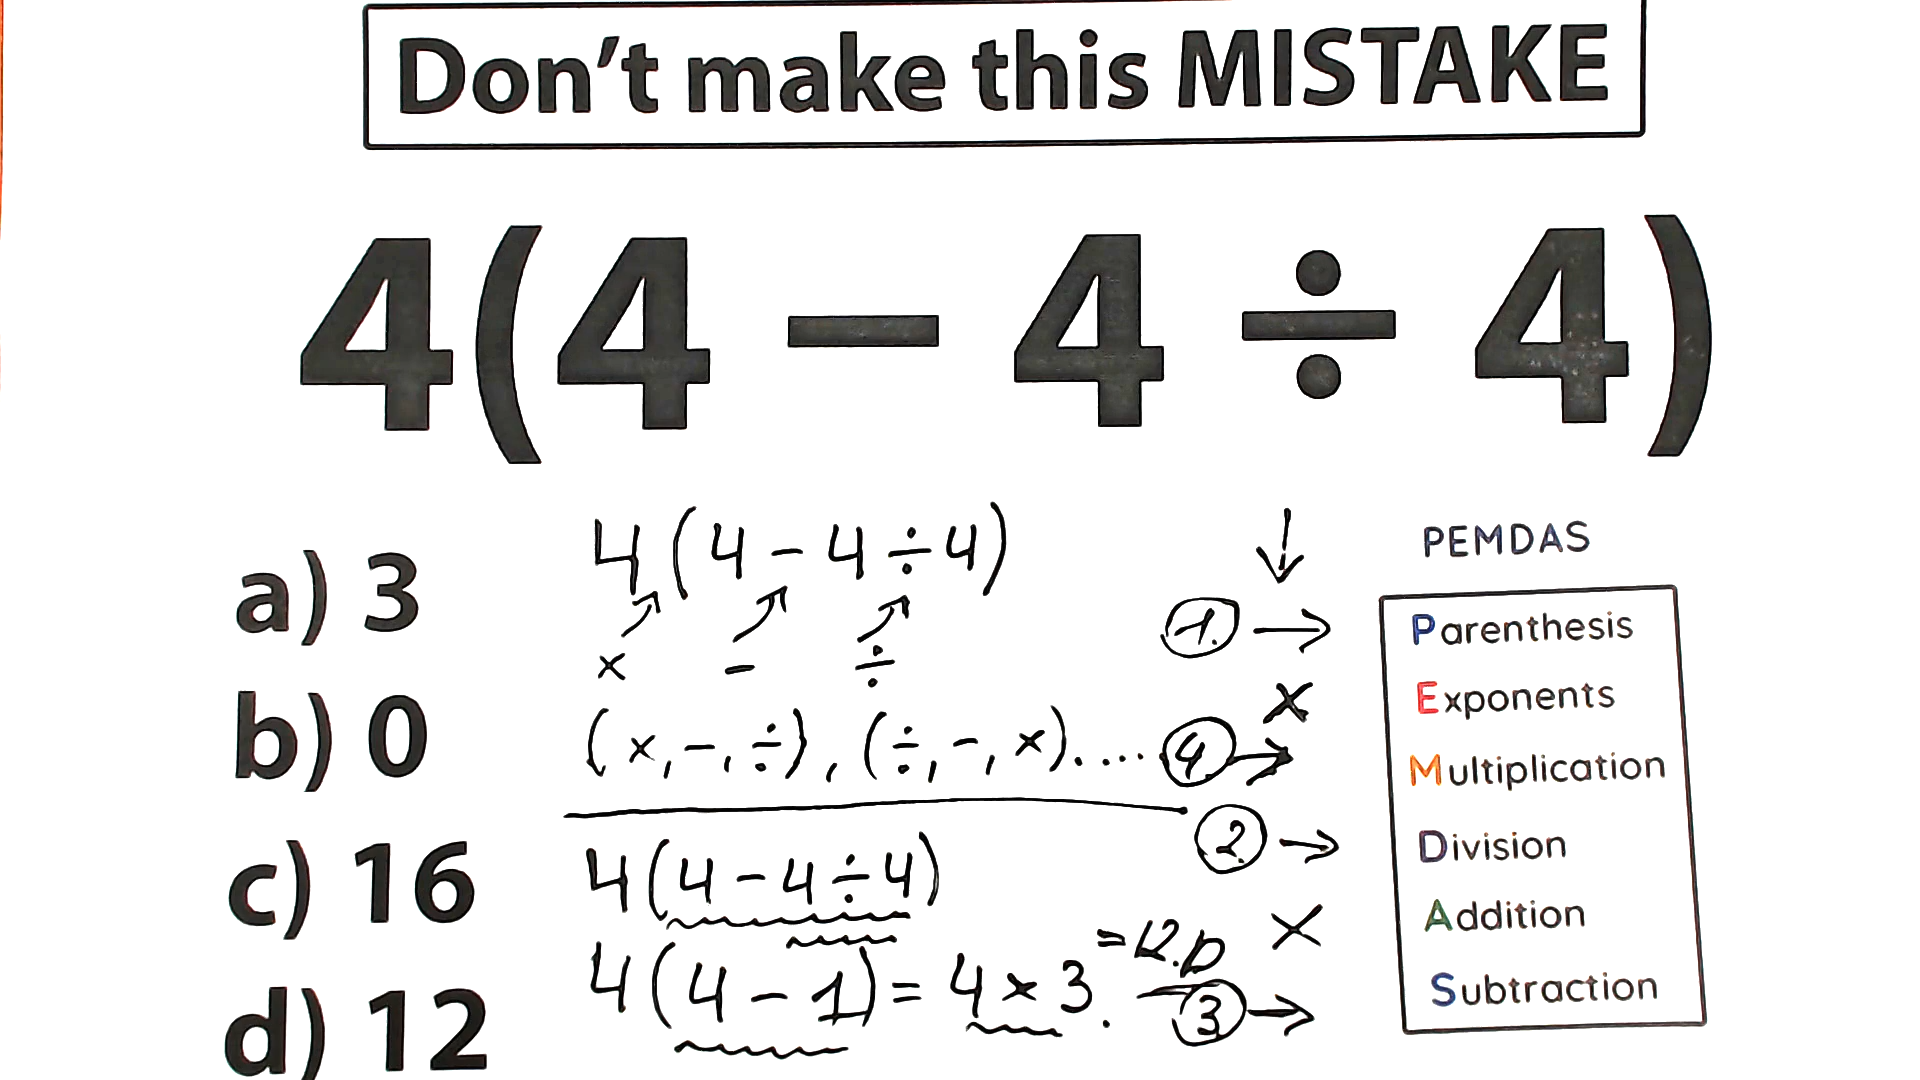 Don't make this MISTAKE
4(4 − 4 ÷ 4)
a) 3
b) 0
c) 16
d) 12
4(4 − 4 ÷ 4)
× − ÷
(×, −, ÷), (÷, −, ×)....
4(4 − 4 ÷ 4)
4(4 − 1) = 4 × 3. = 12. D
↓
1. →
×
4 →
2. →
×
3 →
PEMDAS
Parenthesis
Exponents
Multiplication
Division
Addition
Subtraction